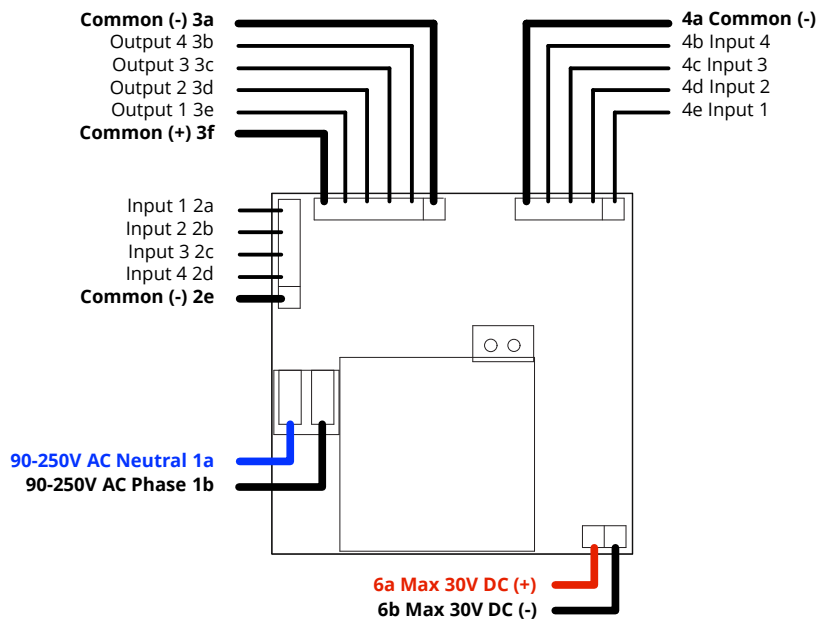 Common (-) 3a
Output 4 3b
Output 3 3c
Output 2 3d
Output 1 3e
Common (+) 3f
4a Common (-)
4b Input 4
4c Input 3
4d Input 2
4e Input 1
Input 1 2a
Input 2 2b
Input 3 2c
Input 4 2d
Common (-) 2e
90-250V AC Neutral 1a
90-250V AC Phase 1b
6a Max 30V DC (+)
6b Max 30V DC (-)